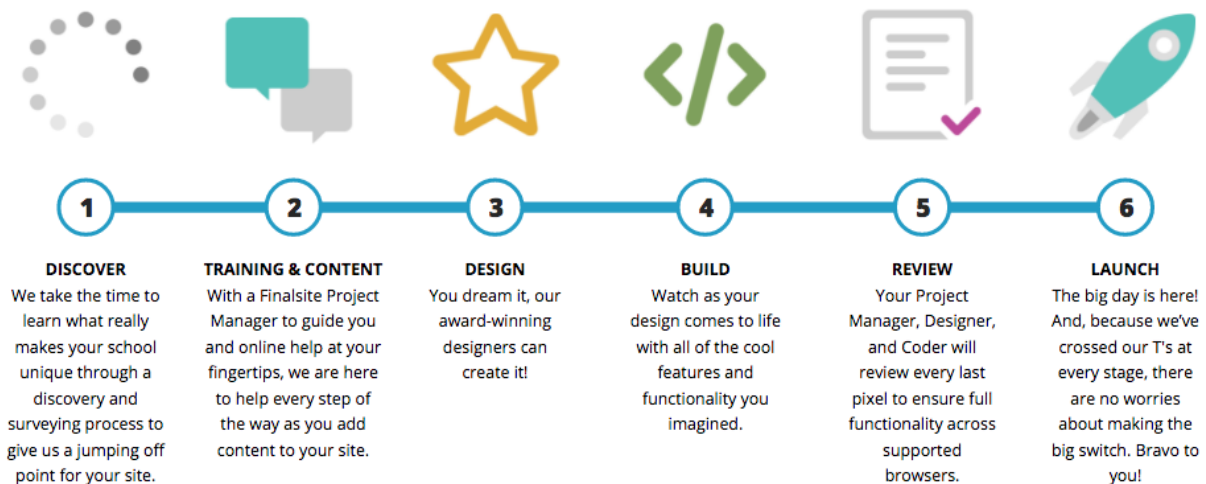 1
2
3
4
5
6
DISCOVER
We take the time to
learn what really
makes your school
unique through a
discovery and
surveying process to
give us a jumping off
point for your site.
TRAINING & CONTENT
With a Finalsite Project
Manager to guide you
and online help at your
fingertips, we are here
to help every step of
the way as you add
content to your site.
DESIGN
You dream it, our
award-winning
designers can
create it!
BUILD
Watch as your
design comes to life
with all of the cool
features and
functionality you
imagined.
REVIEW
Your Project
Manager, Designer,
and Coder will
review every last
pixel to ensure full
functionality across
supported
browsers.
LAUNCH
The big day is here!
And, because we've
crossed our T's at
every stage, there
are no worries
about making the
big switch. Bravo to
you!